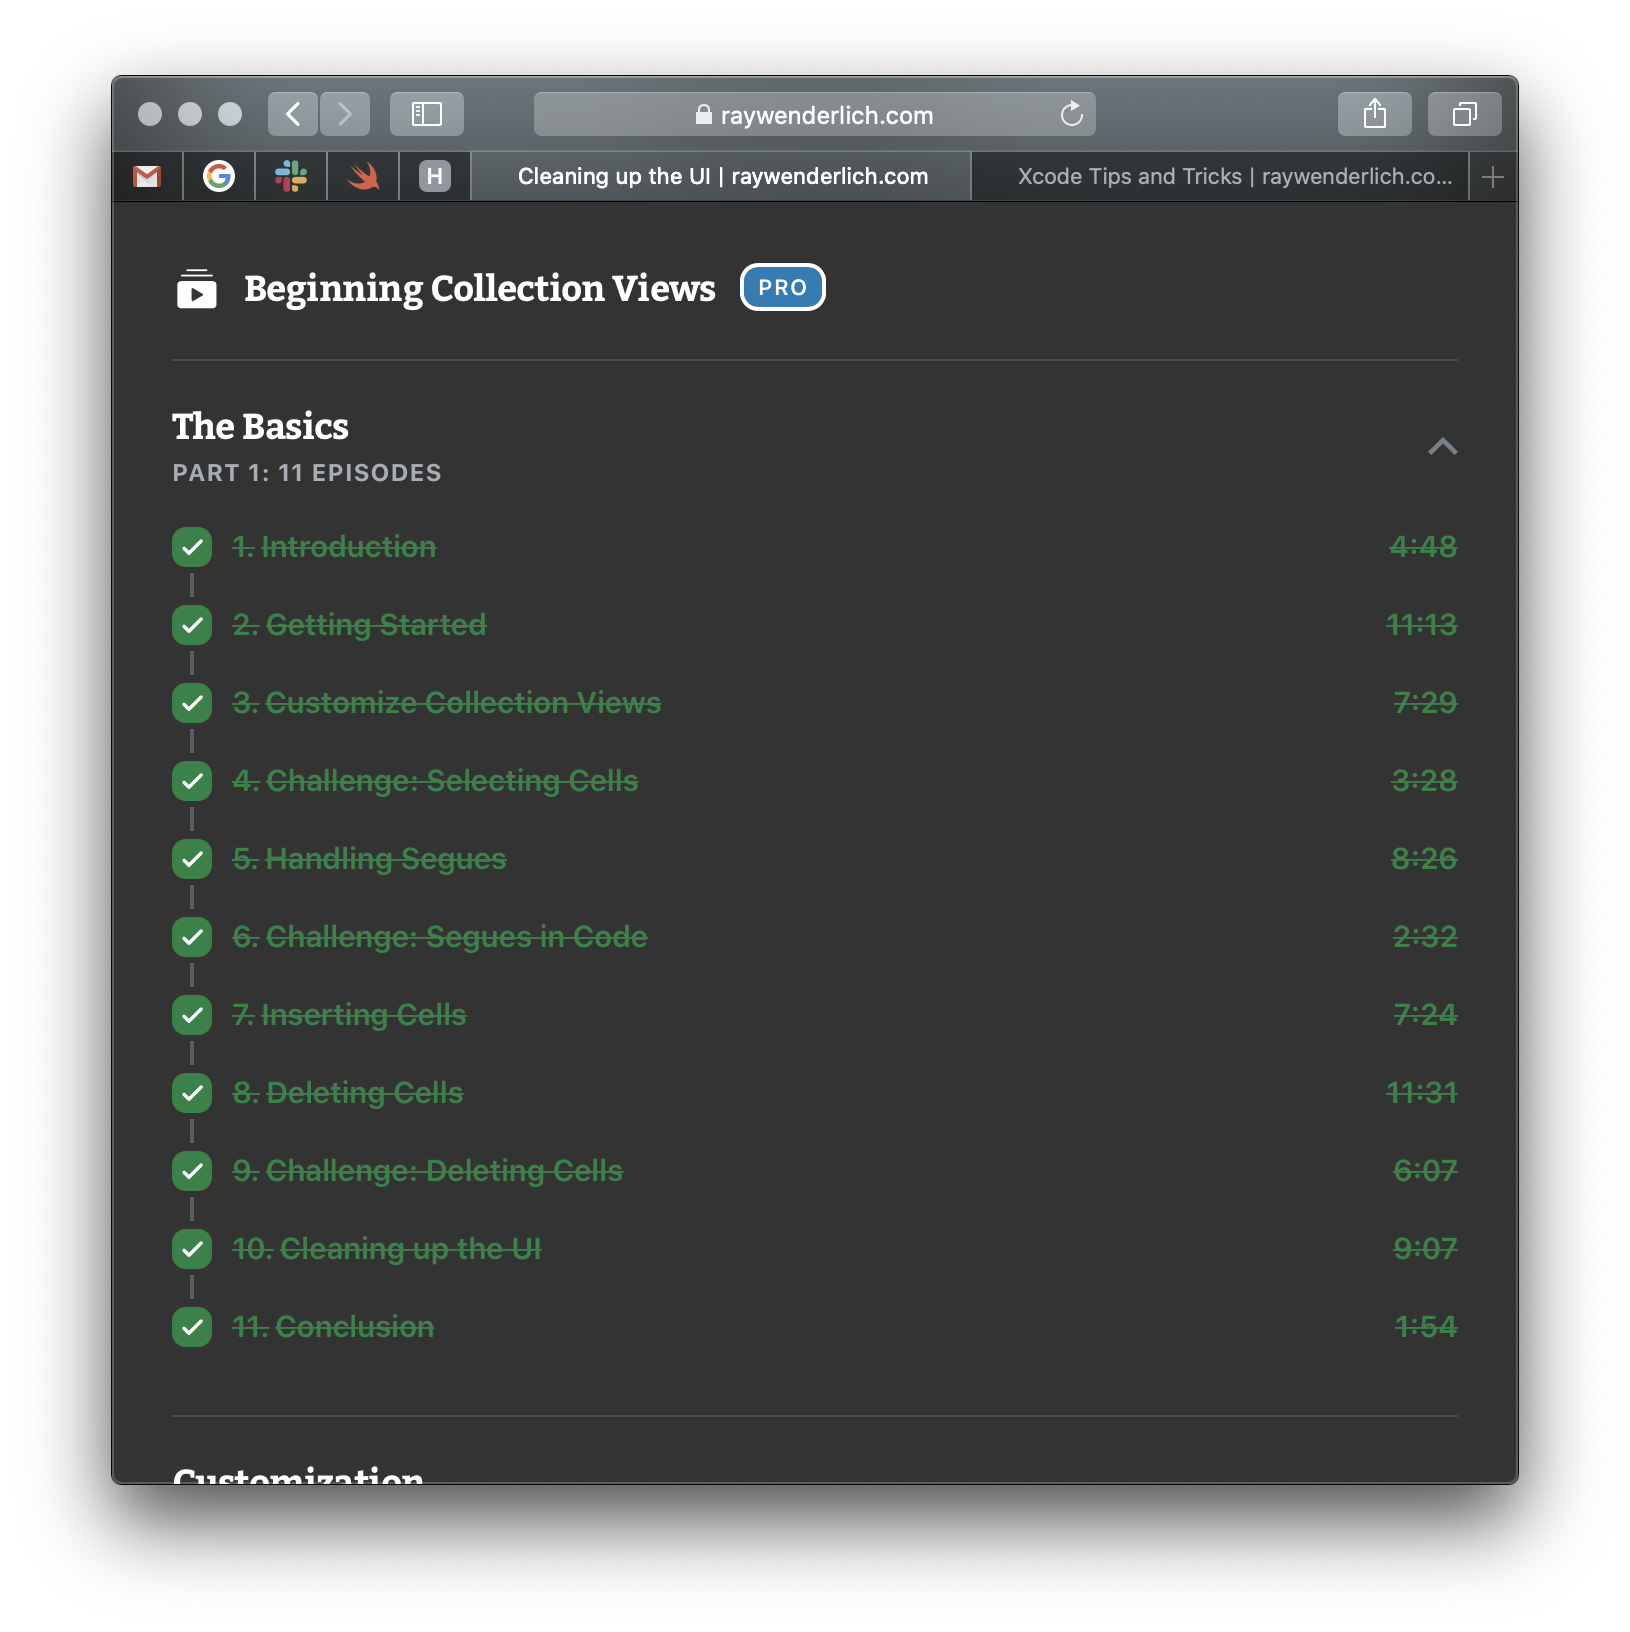 raywenderlich.com
H
Cleaning up the UI | raywenderlich.com
Xcode Tips and Tricks | raywenderlich.co...
Beginning Collection Views PRO
The Basics
PART 1: 11 EPISODES
1. Introduction 4:48
2. Getting Started 11:13
3. Customize Collection Views 7:29
4. Challenge: Selecting Cells 3:28
5. Handling Segues 8:26
6. Challenge: Segues in Code 2:32
7. Inserting Cells 7:24
8. Deleting Cells 11:31
9. Challenge: Deleting Cells 6:07
10. Cleaning up the UI 9:07
11. Conclusion 1:54
Customization